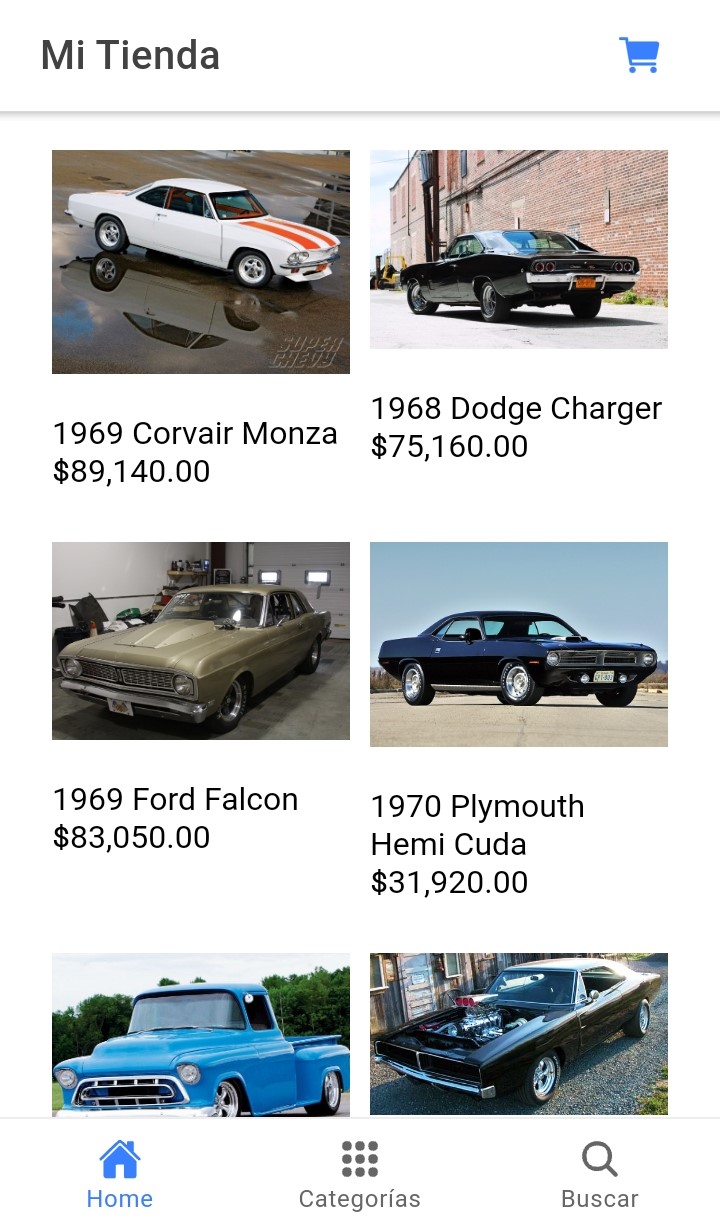 Mi Tienda
SUPER
CHEVY
1969 Corvair Monza
$89,140.00
1968 Dodge Charger
$75,160.00
1969 Ford Falcon
$83,050.00
1970 Plymouth
Hemi Cuda
$31,920.00
Home
Categorías
Buscar